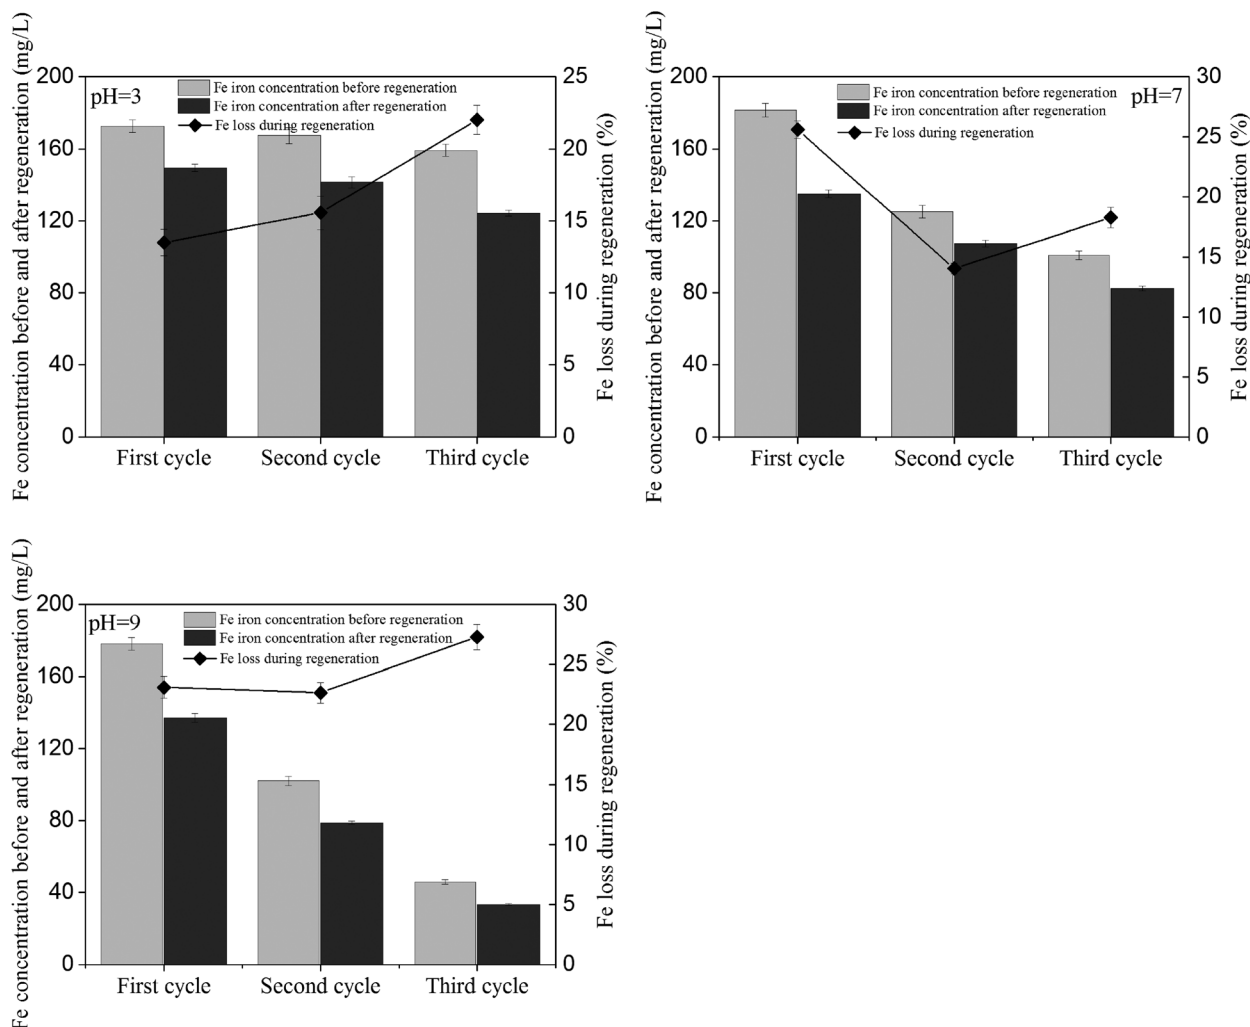 Fe concentration before and after regeneration (mg/L)
200
160
120
80
40
0
pH=3
Fe iron concentration before regeneration
Fe iron concentration after regeneration
Fe loss during regeneration
25
20
15
10
5
0
Fe loss during regeneration (%)
First cycle
Second cycle
Third cycle
Fe concentration before and after regeneration (mg/L)
200
160
120
80
40
0
Fe iron concentration before regeneration
Fe iron concentration after regeneration
Fe loss during regeneration
pH=7
30
25
20
15
10
5
0
Fe loss during regeneration (%)
First cycle
Second cycle
Third cycle
Fe concentration before and after regeneration (mg/L)
200
160
120
80
40
0
pH=9
Fe iron concentration before regeneration
Fe iron concentration after regeneration
Fe loss during regeneration
30
25
20
15
10
5
0
Fe loss during regeneration (%)
First cycle
Second cycle
Third cycle